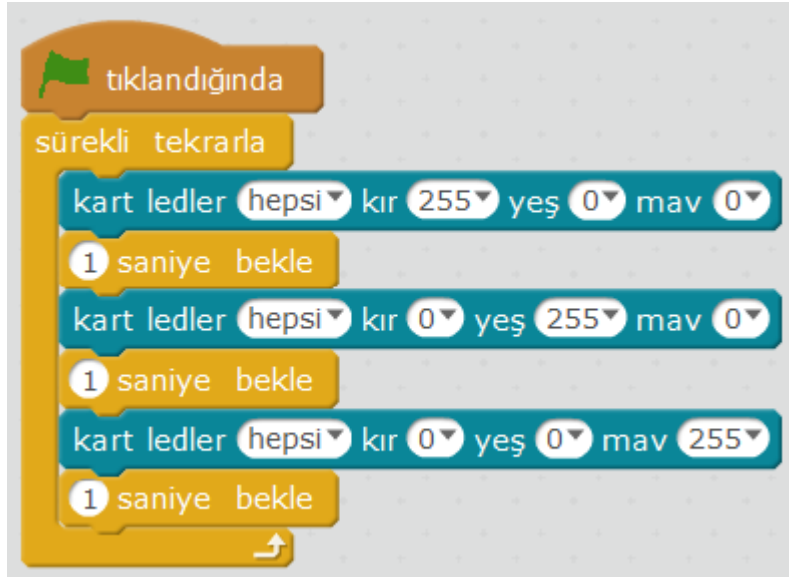 tıklandığında
sürekli tekrarla
kart ledler hepsi kır 255 yeş 0 mav 0
1 saniye bekle
kart ledler hepsi kır 0 yeş 255 mav 0
1 saniye bekle
kart ledler hepsi kır 0 yeş 0 mav 255
1 saniye bekle